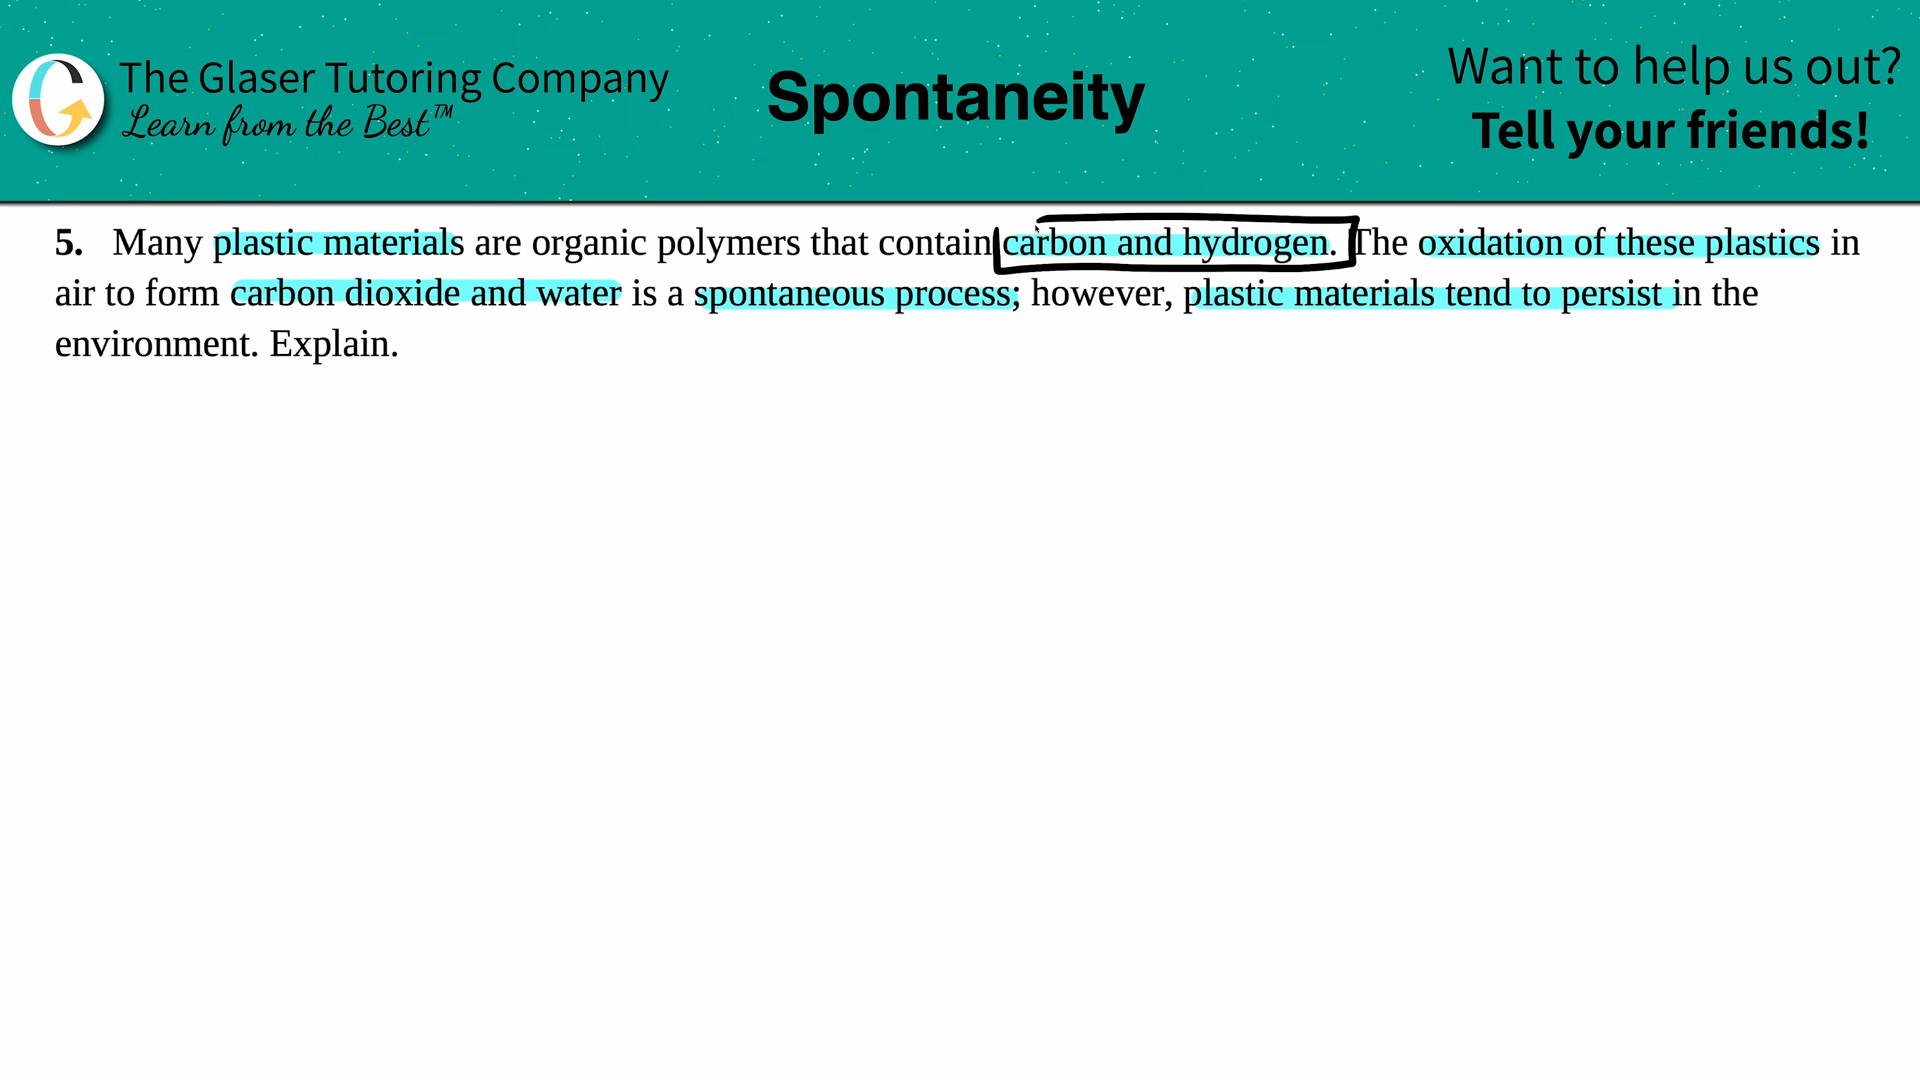 The Glaser Tutoring Company
Learn from the Best™
Spontaneity
Want to help us out?
Tell your friends!
5. Many plastic materials are organic polymers that contain carbon and hydrogen. The oxidation of these plastics in
air to form carbon dioxide and water is a spontaneous process; however, plastic materials tend to persist in the
environment. Explain.